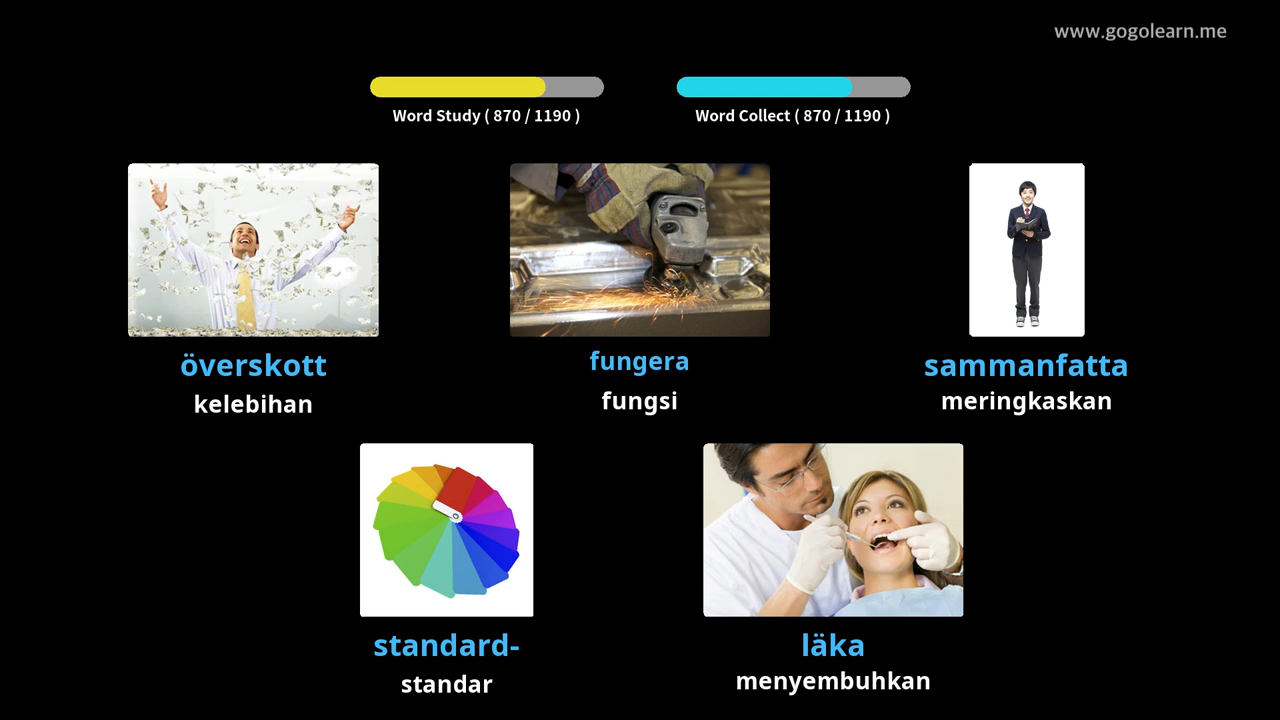 www.gogolearn.me
Word Study ( 870 / 1190 )
Word Collect ( 870 / 1190 )
överskott
kelebihan
fungera
fungsi
sammanfatta
meringkaskan
standard-
standar
läka
menyembuhkan